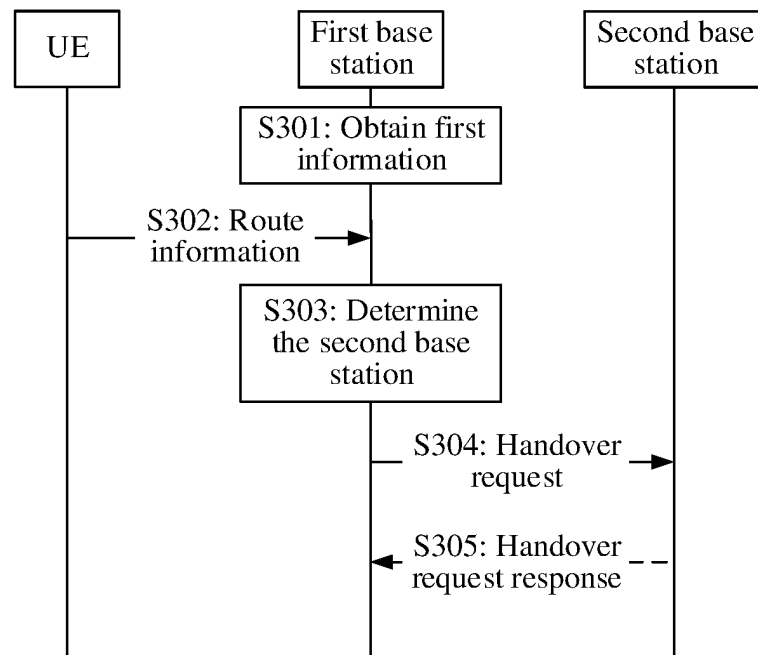 UE
First base
station
Second base
station
S301: Obtain first
information
S302: Route
information
S303: Determine
the second base
station
S304: Handover
request
S305: Handover
request response